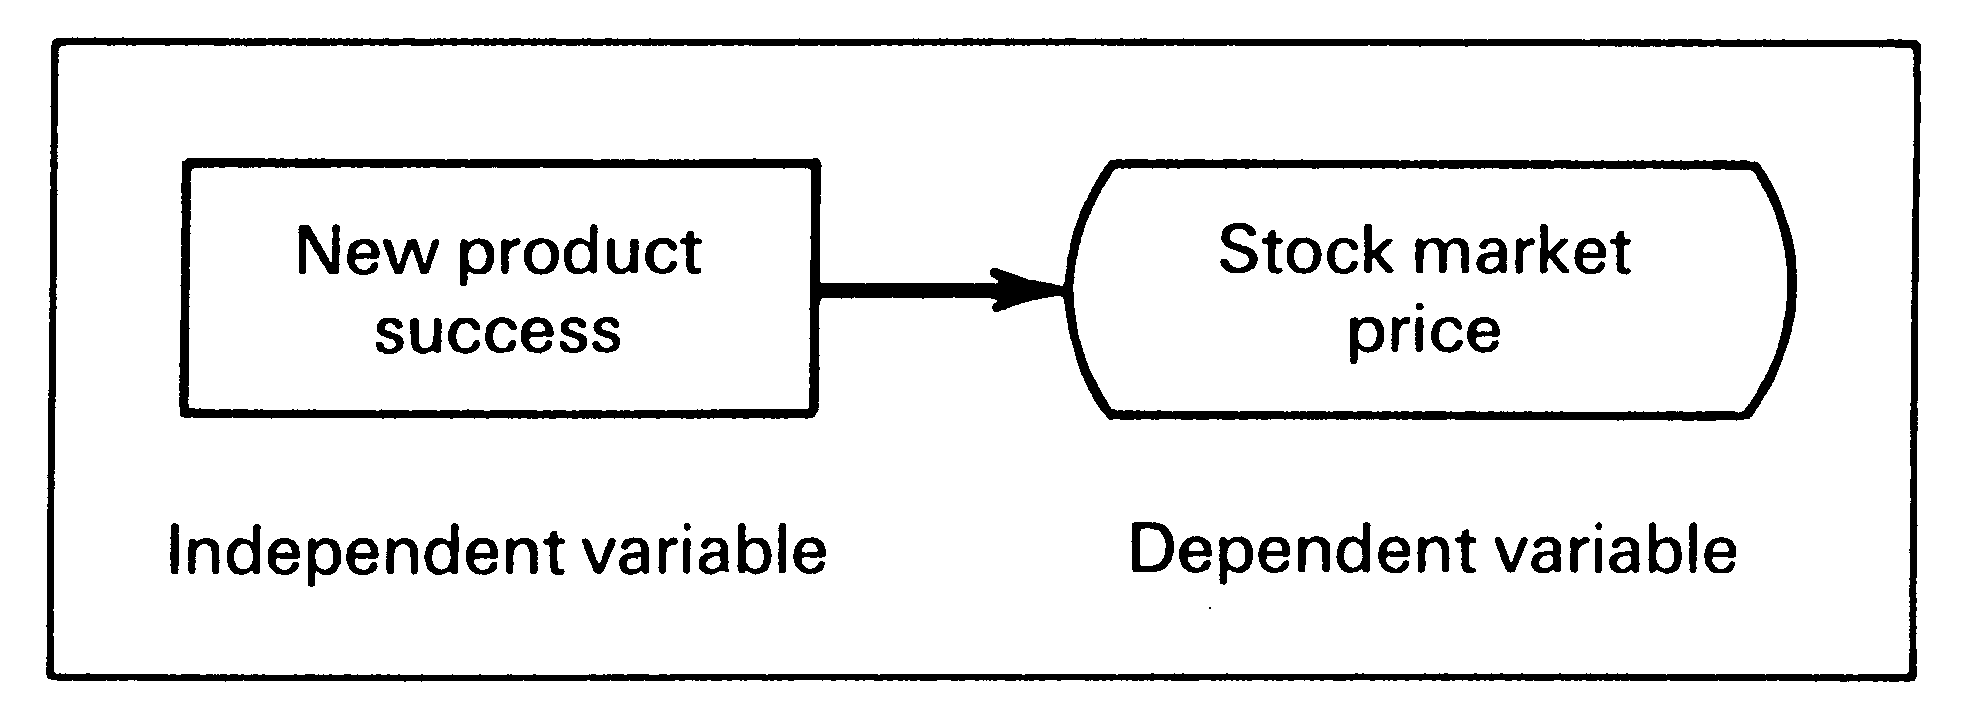 New product
success
Stock market
price
Independent variable
Dependent variable